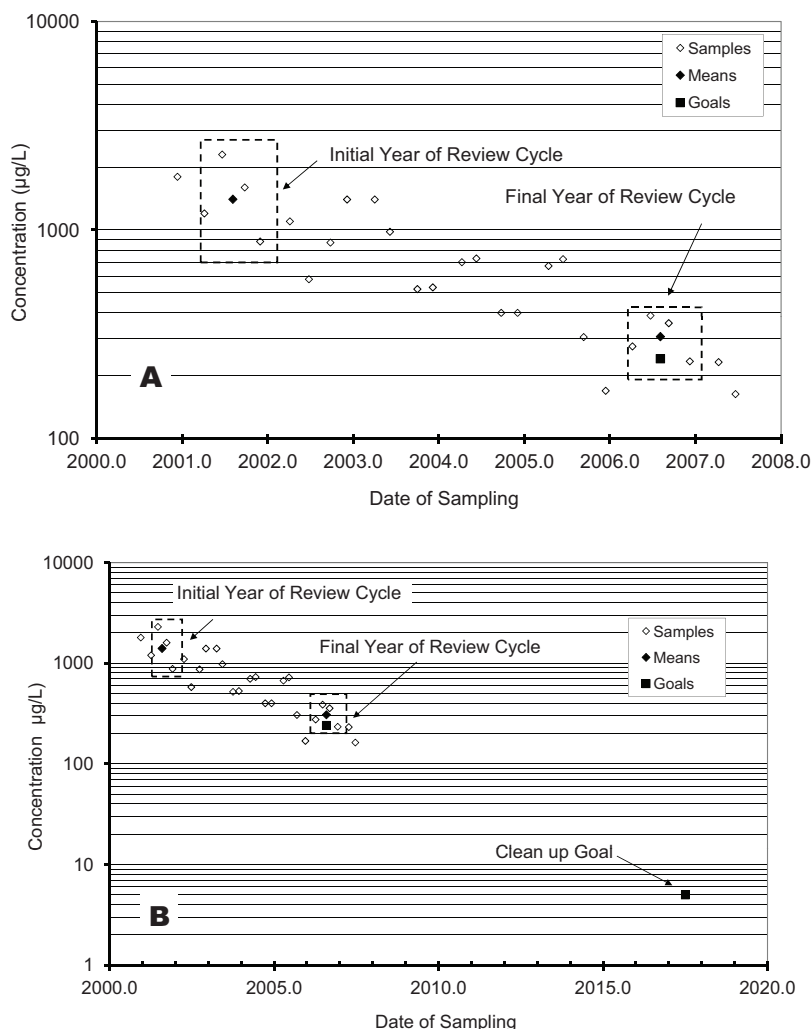 10000
Samples
Means
Goals
Initial Year of Review Cycle
Final Year of Review Cycle
Concentration (µg/L)
1000
A
100
2000.0 2001.0 2002.0 2003.0 2004.0 2005.0 2006.0 2007.0 2008.0
Date of Sampling
10000
Initial Year of Review Cycle
Samples
Means
Goals
Final Year of Review Cycle
1000
Concentration µg/L)
100
Clean up Goal
10
B
1
2000.0 2005.0 2010.0 2015.0 2020.0
Date of Sampling